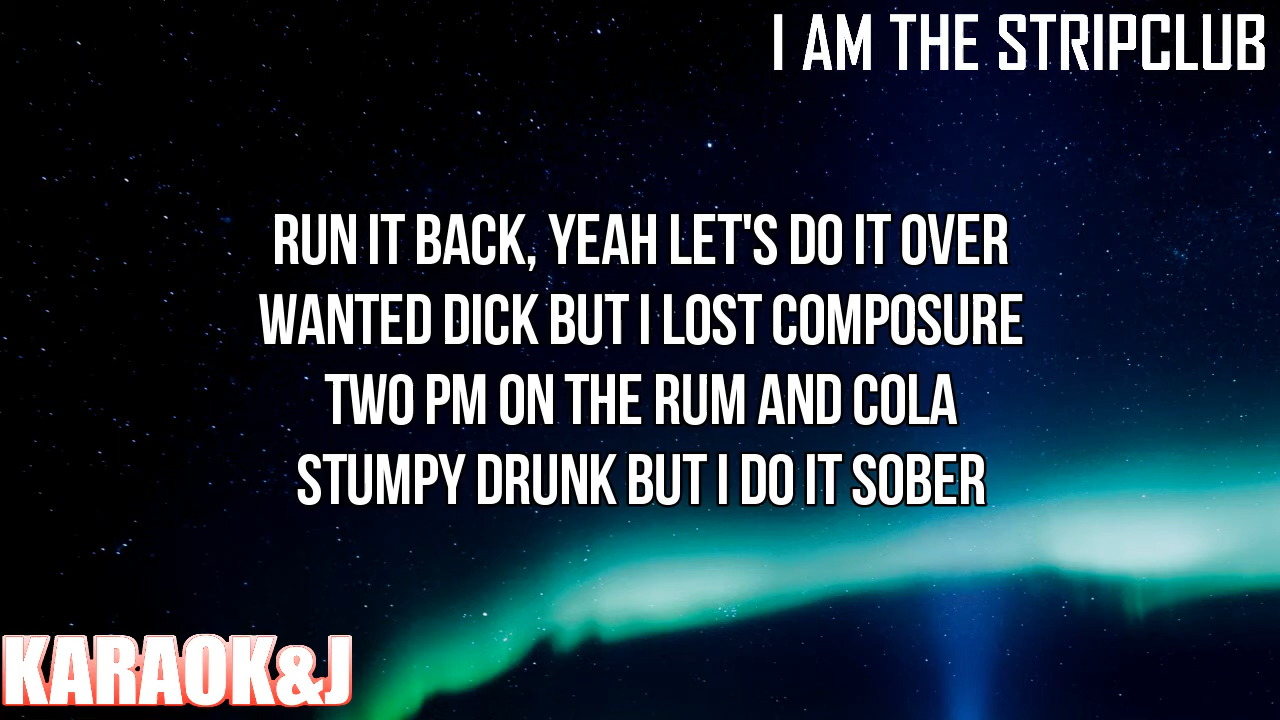 I AM THE STRIPCLUB
RUN IT BACK, YEAH LET'S DO IT OVER
WANTED DICK BUT I LOST COMPOSURE
TWO PM ON THE RUM AND COLA
STUMPY DRUNK BUT I DO IT SOBER
KARAOK&J